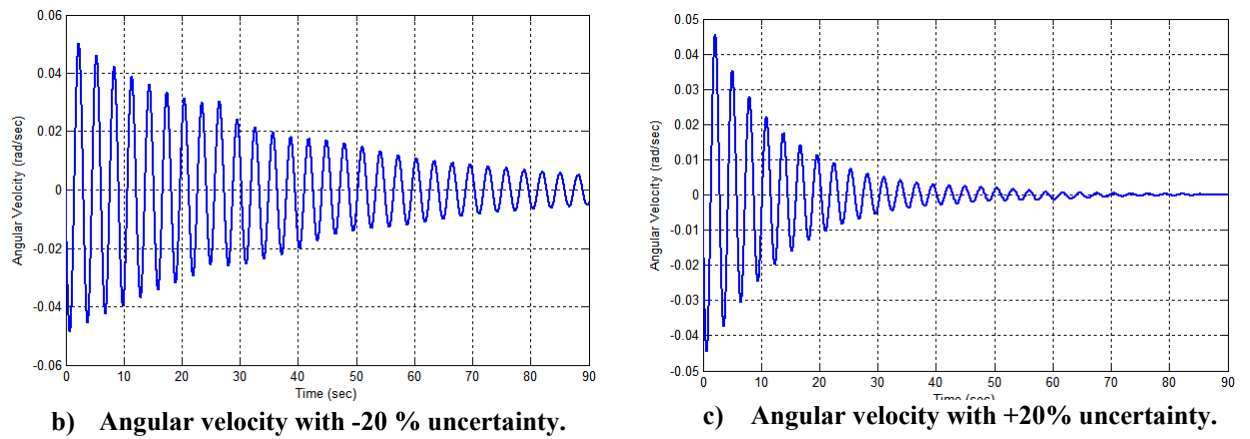 0.06
0.04
0.02
0
-0.02
-0.04
-0.06
Angular Veocity (rad/sec)
0 10 20 30 40 50 60 70 80 90
Time (sec)
b) Angular velocity with -20 % uncertainty.
0.05
0.04
0.03
0.02
0.01
0
-0.01
-0.02
-0.03
-0.04
-0.05
Angular Velocity (rad/sec)
0 10 20 30 40 50 60 70 80 90
Time (sec)
c) Angular velocity with +20% uncertainty.